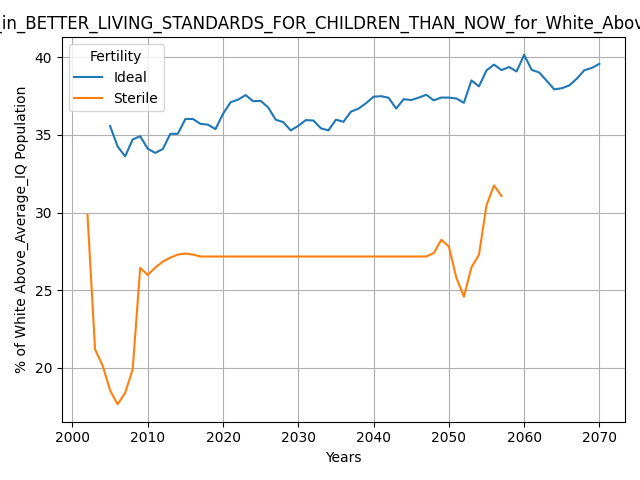 _in_BETTER_LIVING_STANDARDS_FOR_CHILDREN_THAN_NOW_for_White_Abov
Fertility
Ideal
Sterile
% of White Above_Average_IQ Population
40
35
30
25
20
2000 2010 2020 2030 2040 2050 2060 2070
Years